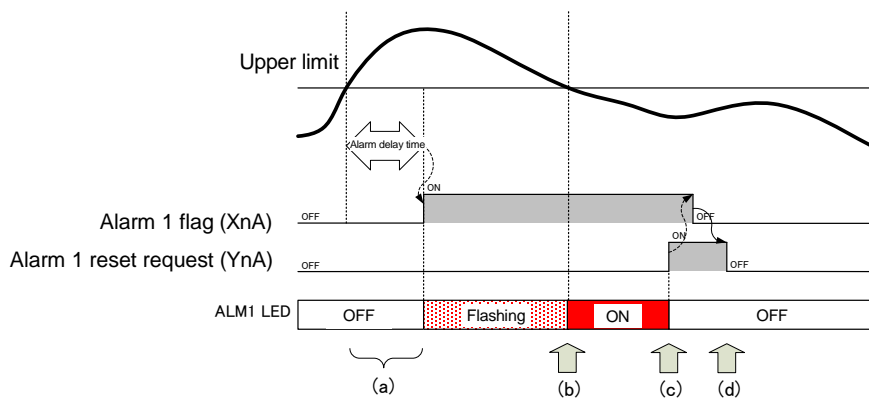 Upper limit
Alarm delay time
ON
Alarm 1 flag (XnA)
OFF
OFF
ON
Alarm 1 reset request (YnA)
OFF
OFF
ALM1 LED
OFF
Flashing
ON
OFF
(a)
(b)
(c)
(d)